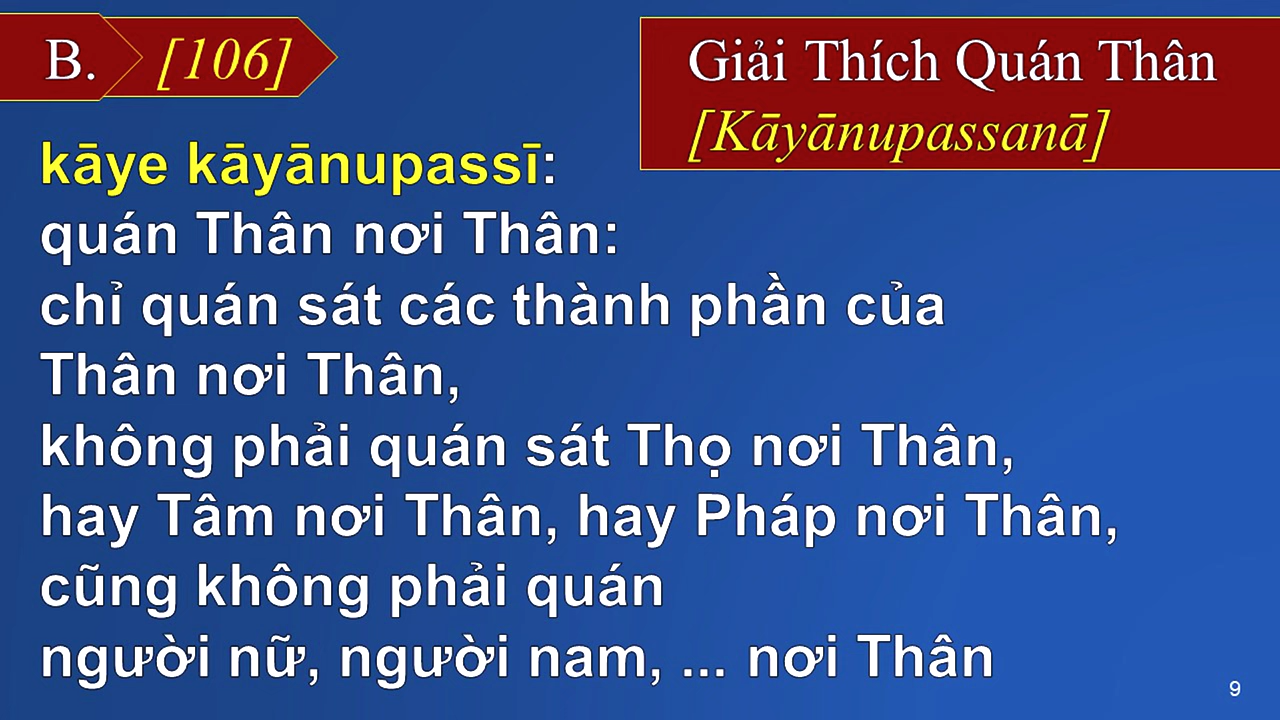 B. [106]
Giải Thích Quán Thân
[Kāyānupassanā]
kāye kāyānupassī:
quán Thân nơi Thân:
chỉ quán sát các thành phần của
Thân nơi Thân,
không phải quán sát Thọ nơi Thân,
hay Tâm nơi Thân, hay Pháp nơi Thân,
cũng không phải quán
người nữ, người nam, ... nơi Thân
9